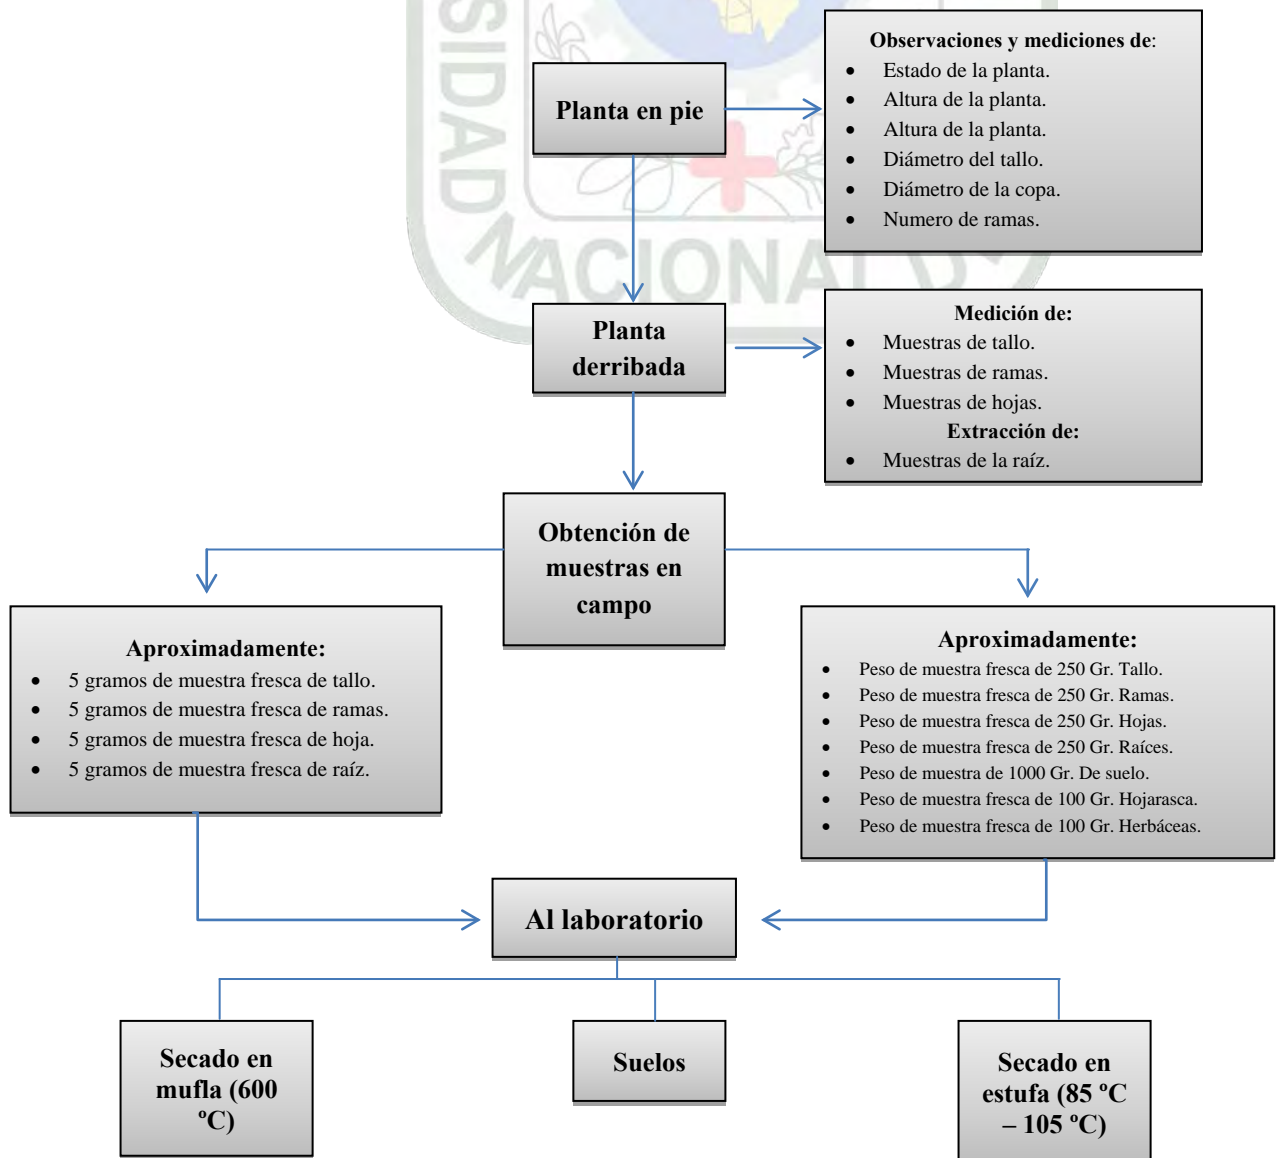 SIDAD NACIONAL D
Planta en pie
Observaciones y mediciones de:
• Estado de la planta.
• Altura de la planta.
• Altura de la planta.
• Diámetro del tallo.
• Diámetro de la copa.
• Numero de ramas.
Planta
derribada
Medición de:
• Muestras de tallo.
• Muestras de ramas.
• Muestras de hojas.
Extracción de:
• Muestras de la raíz.
Obtención de
muestras en
campo
Aproximadamente:
• 5 gramos de muestra fresca de tallo.
• 5 gramos de muestra fresca de ramas.
• 5 gramos de muestra fresca de hoja.
• 5 gramos de muestra fresca de raíz.
Aproximadamente:
• Peso de muestra fresca de 250 Gr. Tallo.
• Peso de muestra fresca de 250 Gr. Ramas.
• Peso de muestra fresca de 250 Gr. Hojas.
• Peso de muestra fresca de 250 Gr. Raíces.
• Peso de muestra de 1000 Gr. De suelo.
• Peso de muestra fresca de 100 Gr. Hojarasca.
• Peso de muestra fresca de 100 Gr. Herbáceas.
Al laboratorio
Secado en
mufla (600
ºC)
Suelos
Secado en
estufa (85 ºC
– 105 ºC)